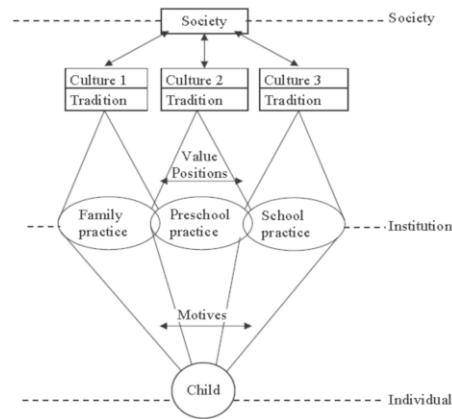 Society
Society
Culture 1
Culture 2
Culture 3
Tradition
Tradition
Tradition
Value
Positions
Family
practice
Preschool
practice
School
practice
Institution
Motives
Child
Individual